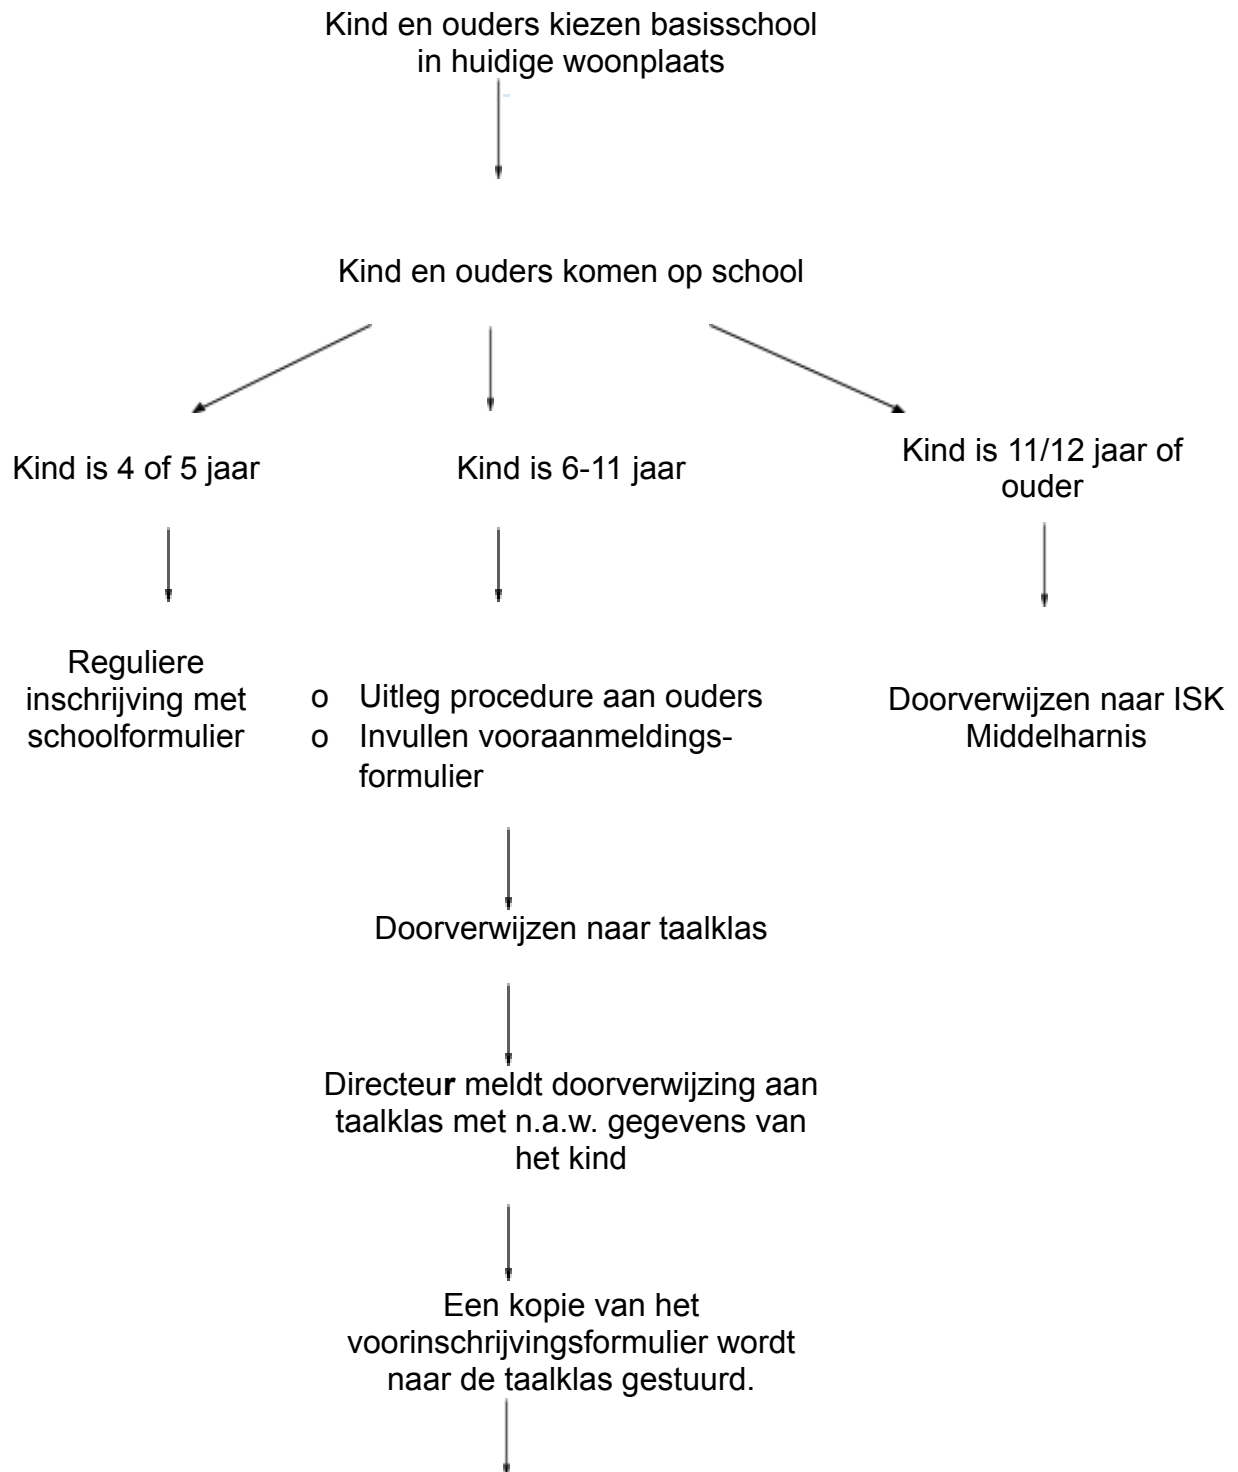 Kind en ouders kiezen basisschool
in huidige woonplaats
Kind en ouders komen op school
Kind is 4 of 5 jaar
Kind is 6-11 jaar
Kind is 11/12 jaar of
ouder
Reguliere
inschrijving met
schoolformulier
o Uitleg procedure aan ouders
o Invullen vooraanmeldings-
formulier
Doorverwijzen naar ISK
Middelharnis
Doorverwijzen naar taalklas
Directeur meldt doorverwijzing aan
taalklas met n.a.w. gegevens van
het kind
Een kopie van het
voorinschrijvingsformulier wordt
naar de taalklas gestuurd.